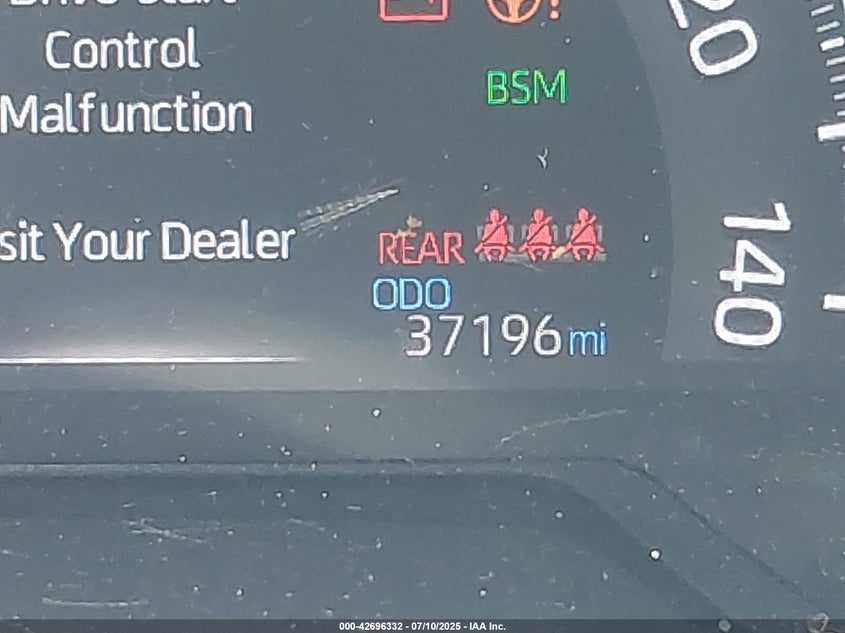 Control
Malfunction
sit Your Dealer
BSM
REAR
ODO
37196 mi
20
140
000-42696332 - 07/10/2025 - IAA Inc.